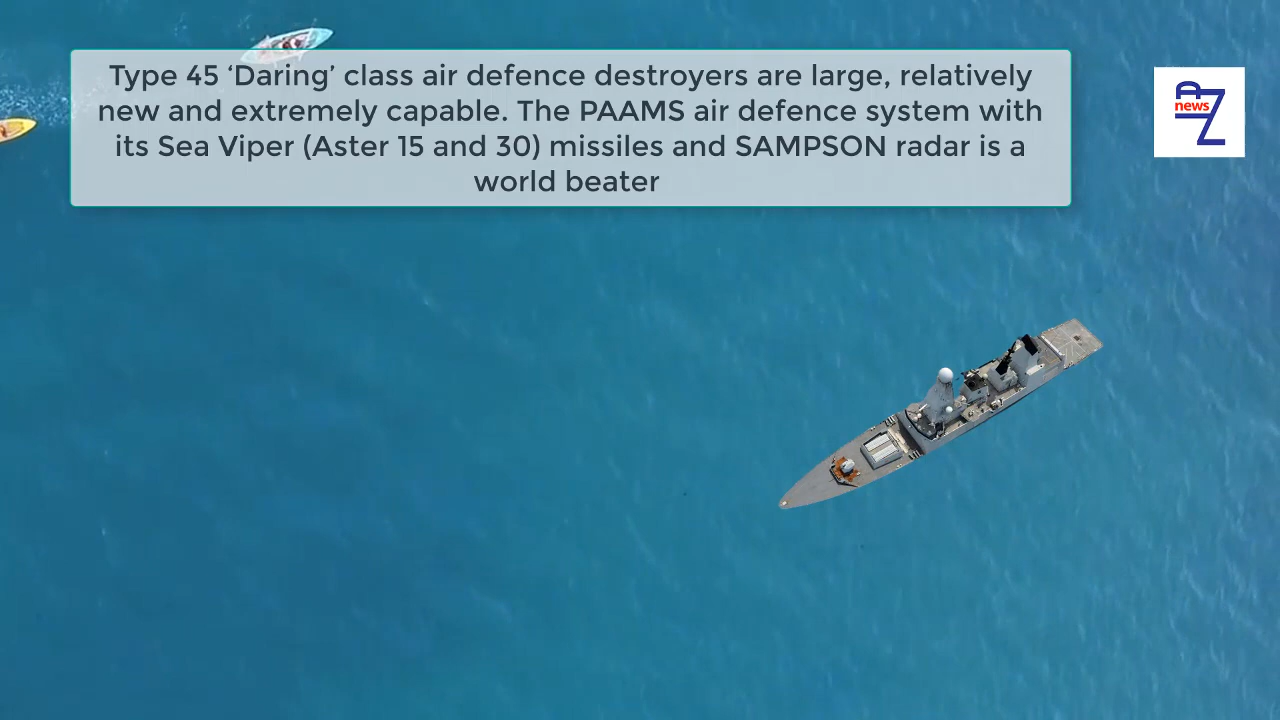 Type 45 ‘Daring’ class air defence destroyers are large, relatively
new and extremely capable. The PAAMS air defence system with
its Sea Viper (Aster 15 and 30) missiles and SAMPSON radar is a
world beater
A
news
Z